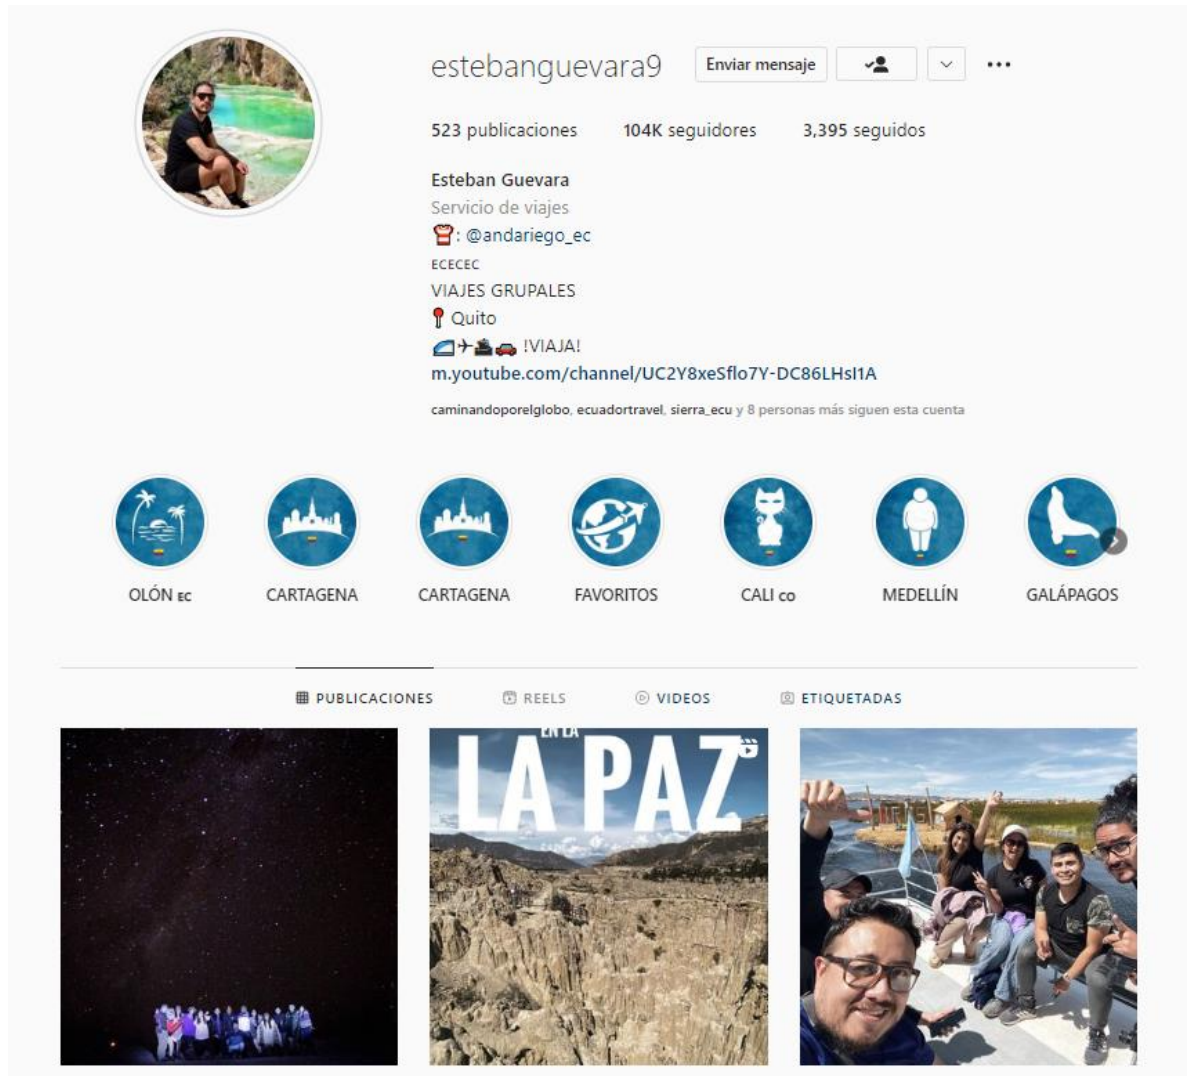 estebanguevara9 Enviar mensaje
523 publicaciones 104K seguidores 3,395 seguidos
Esteban Guevara
Servicio de viajes
: @andariego_ec
ECECEC
VIAJES GRUPALES
Quito
!VIAJA!
m.youtube.com/channel/UC2Y8xeSflo7Y-DC86LHsI1A
caminandoporelglobo, ecuadortravel, sierra_ecu y 8 personas más siguen esta cuenta
OLÓN EC CARTAGENA CARTAGENA FAVORITOS CALI CO MEDELLÍN GALÁPAGOS
PUBLICACIONES REELS VIDEOS ETIQUETADAS
EN LA
LA PAZ